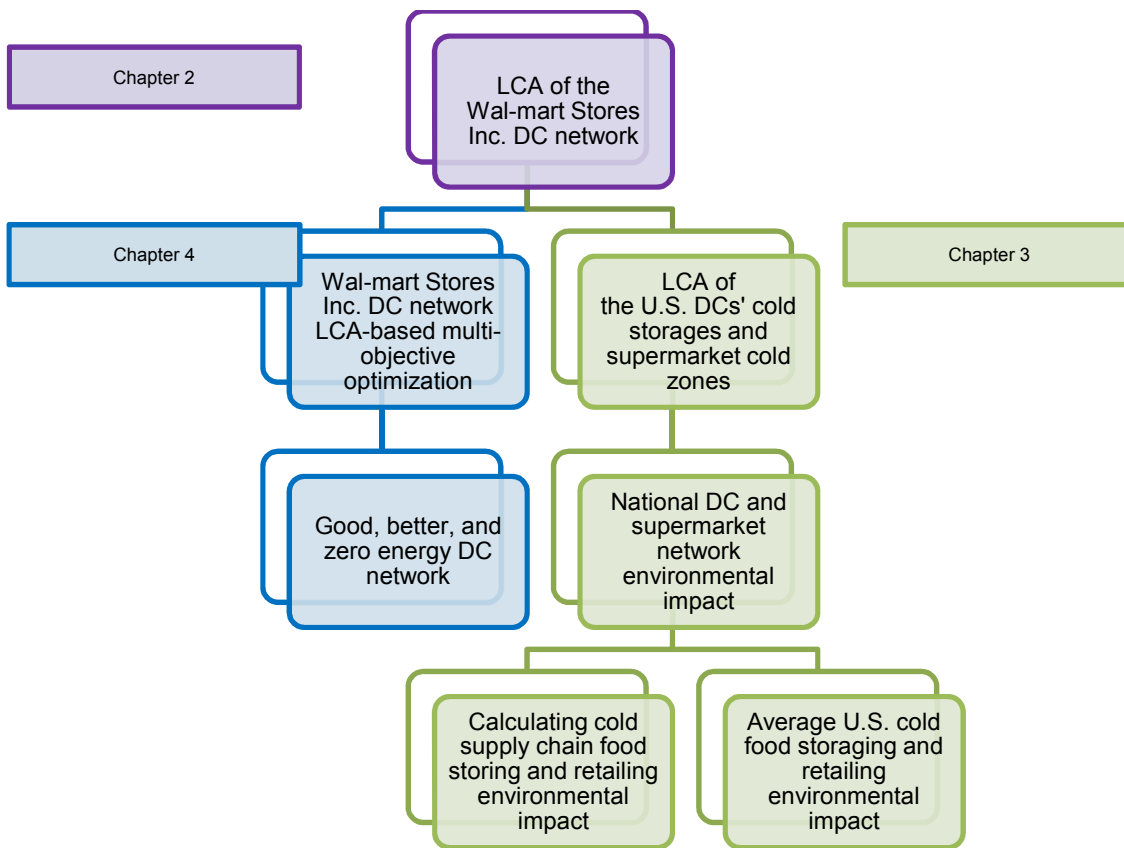 Chapter 2
LCA of the
Wal-mart Stores
Inc. DC network
Chapter 4
Wal-mart Stores
Inc. DC network
LCA-based multi-
objective
optimization
LCA of
the U.S. DCs' cold
storages and
supermarket cold
zones
Chapter 3
Good, better, and
zero energy DC
network
National DC and
supermarket
network
environmental
impact
Calculating cold
supply chain food
storing and retailing
environmental
impact
Average U.S. cold
food storaging and
retailing
environmental
impact